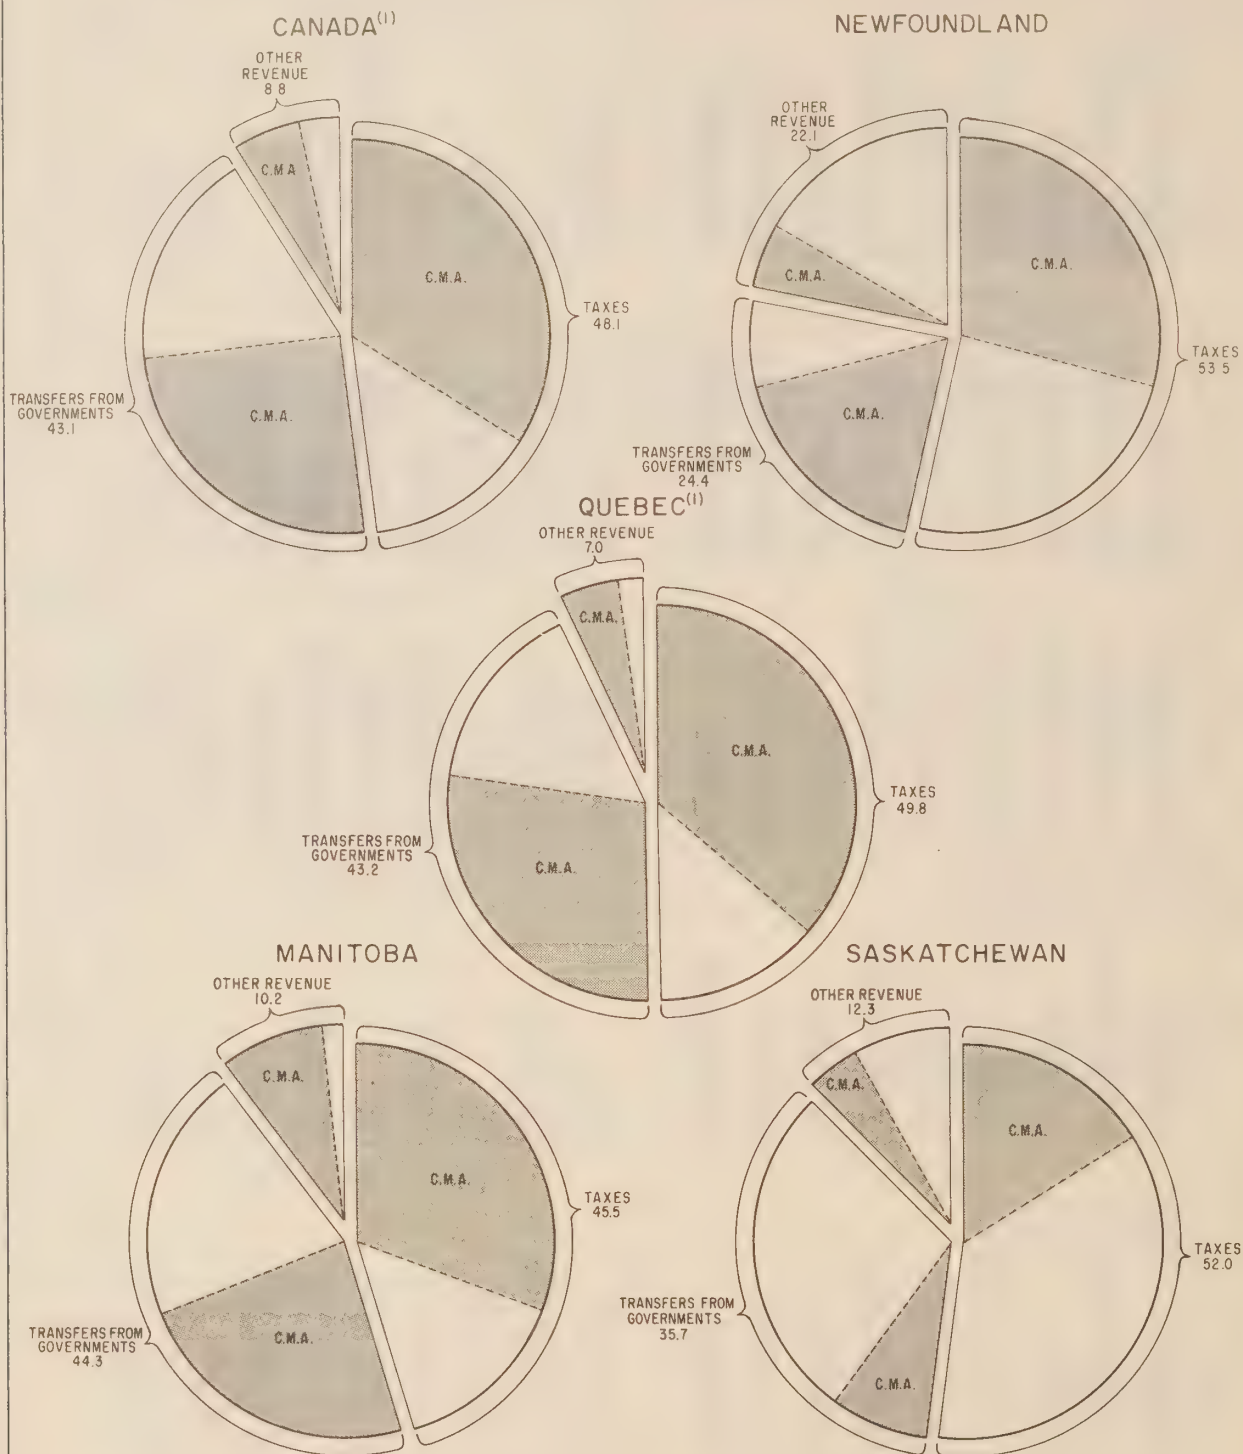 CANADA(1)
OTHER
REVENUE
8.8
C.M.A
C.M.A.
TAXES
48.1
TRANSFERS FROM
GOVERNMENTS
43.1
C.M.A.
NEWFOUNDLAND
OTHER
REVENUE
22.1
C.M.A.
C.M.A.
TAXES
53.5
TRANSFERS FROM
GOVERNMENTS
24.4
C.M.A.
QUEBEC(1)
OTHER REVENUE
7.0
C.M.A.
C.M.A.
TAXES
49.8
TRANSFERS FROM
GOVERNMENTS
43.2
C.M.A.
MANITOBA
OTHER REVENUE
10.2
C.M.A.
C.M.A.
TAXES
45.5
TRANSFERS FROM
GOVERNMENTS
44.3
C.M.A.
SASKATCHEWAN
OTHER REVENUE
12.3
C.M.A.
C.M.A.
TAXES
52.0
TRANSFERS FROM
GOVERNMENTS
35.7
C.M.A.